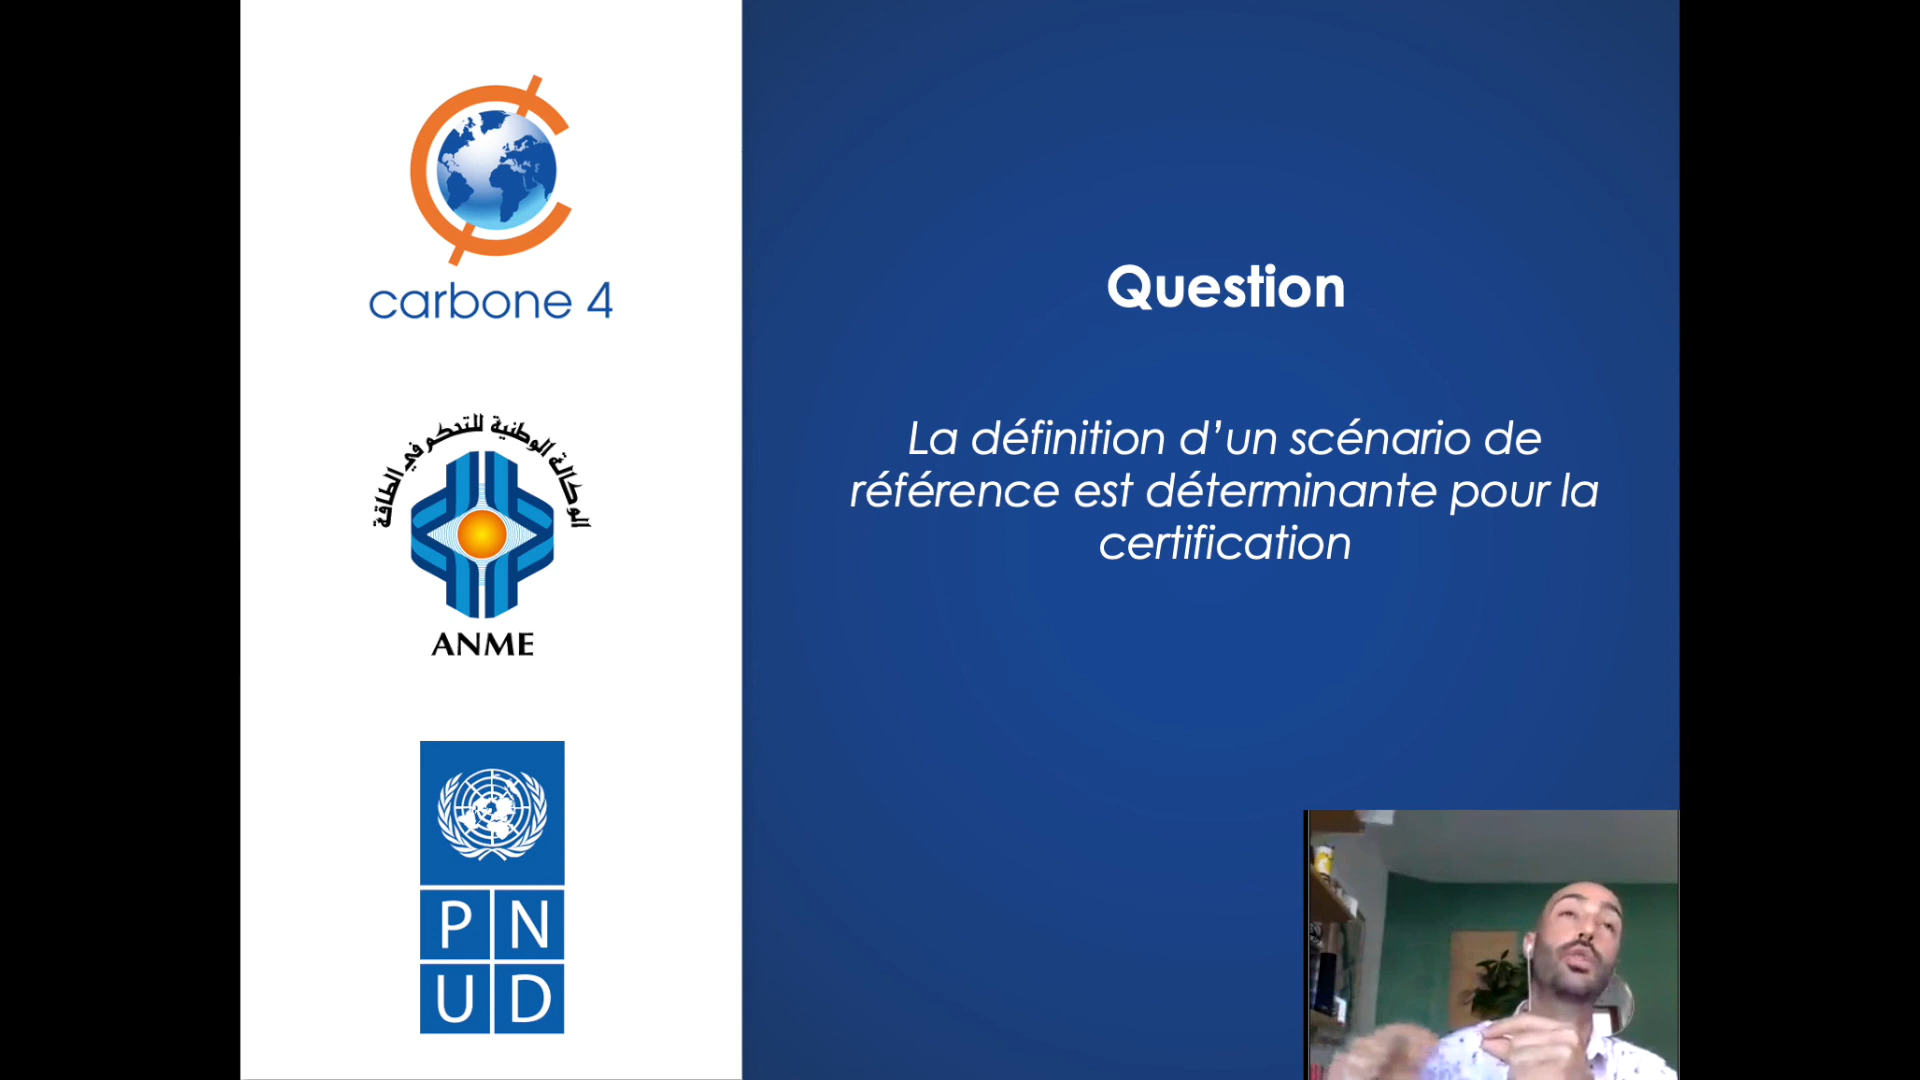 carbone 4
الوكالة الوطنية للتحكم في الطاقة
ANME
P N
U D
Question
La définition d’un scénario de
référence est déterminante pour la
certification